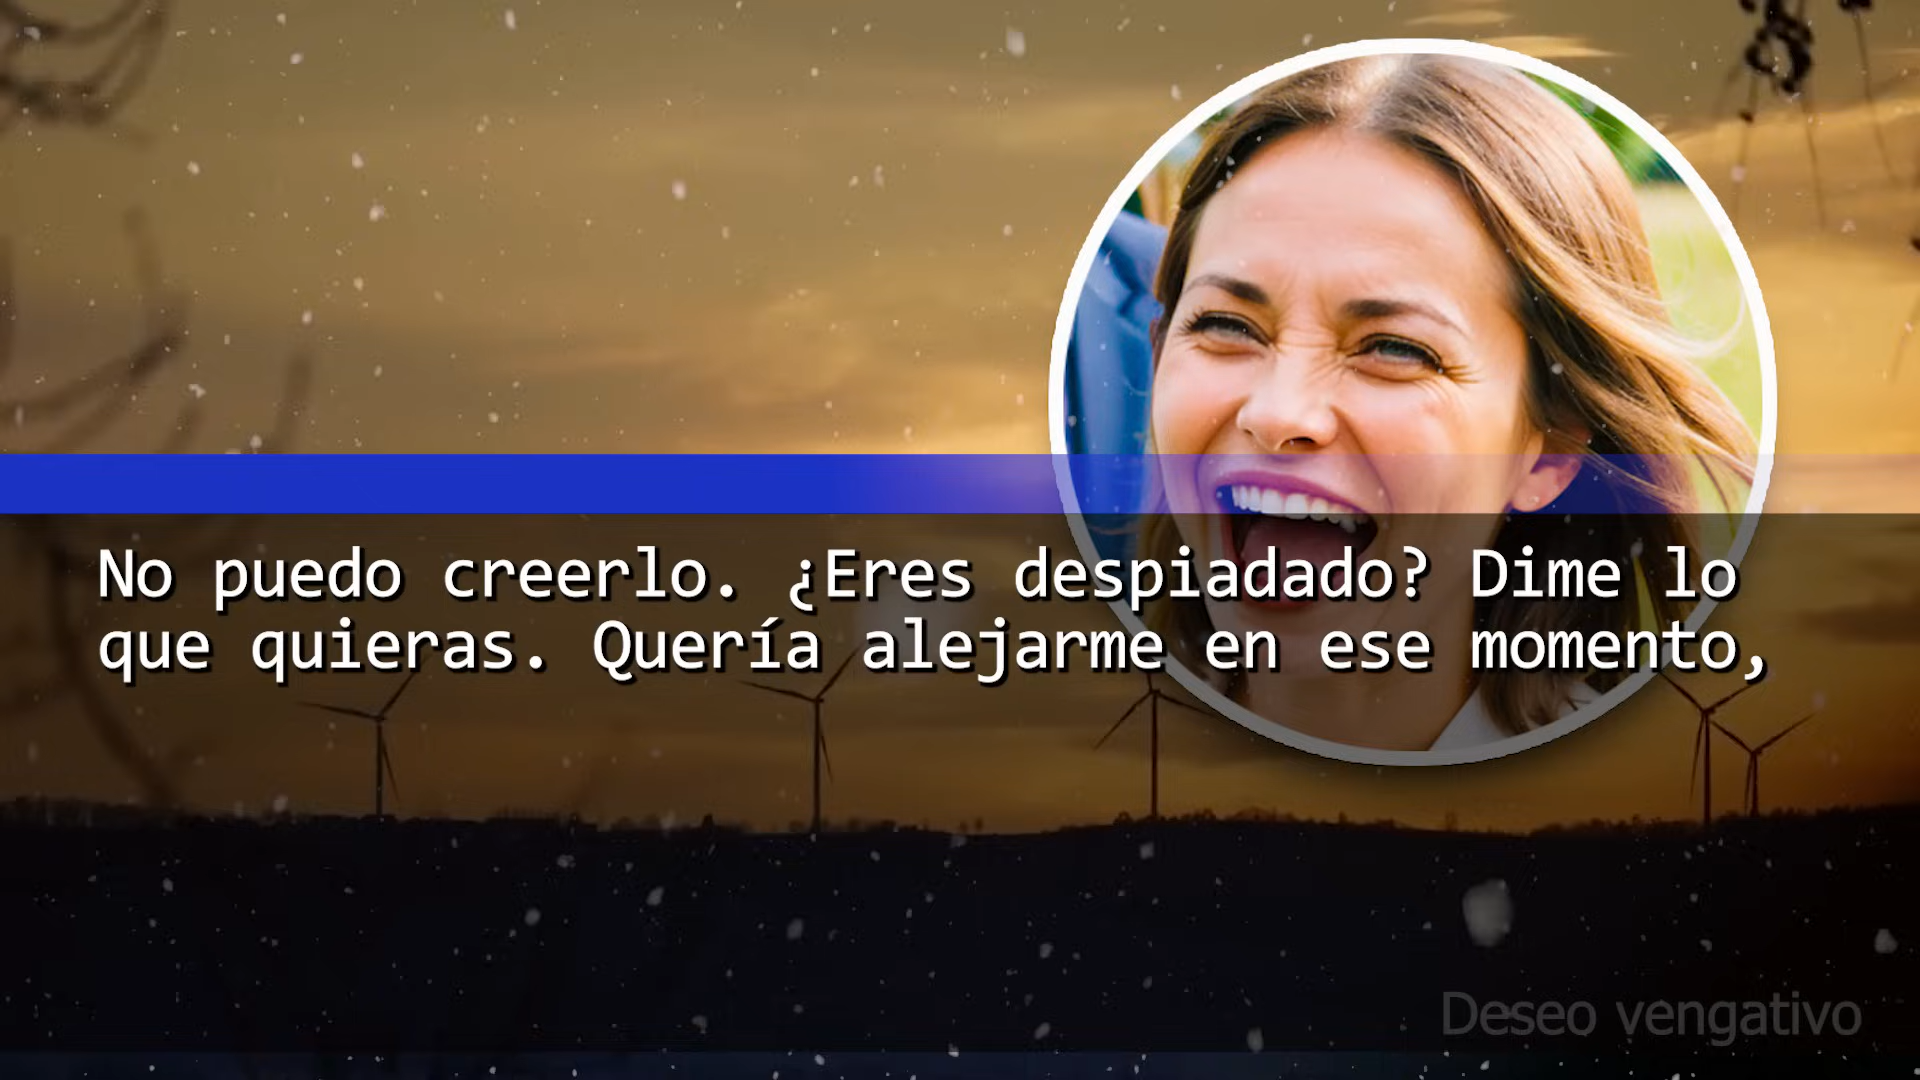 No puedo creerlo. ¿Eres despiadado? Dime lo
que quieras. Quería alejarme en ese momento,
Deseo vengativo